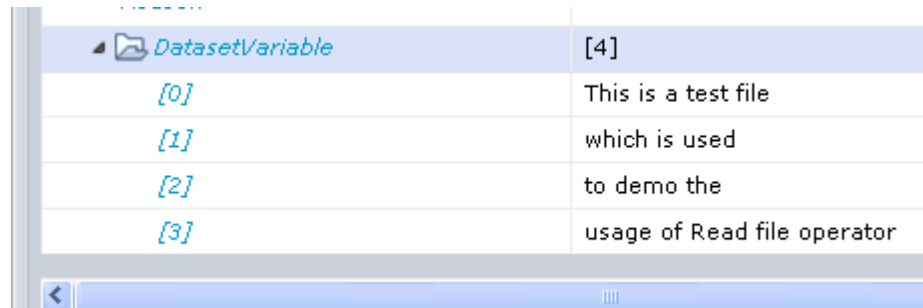 DatasetVariable [4]
[0] This is a test file
[1] which is used
[2] to demo the
[3] usage of Read file operator